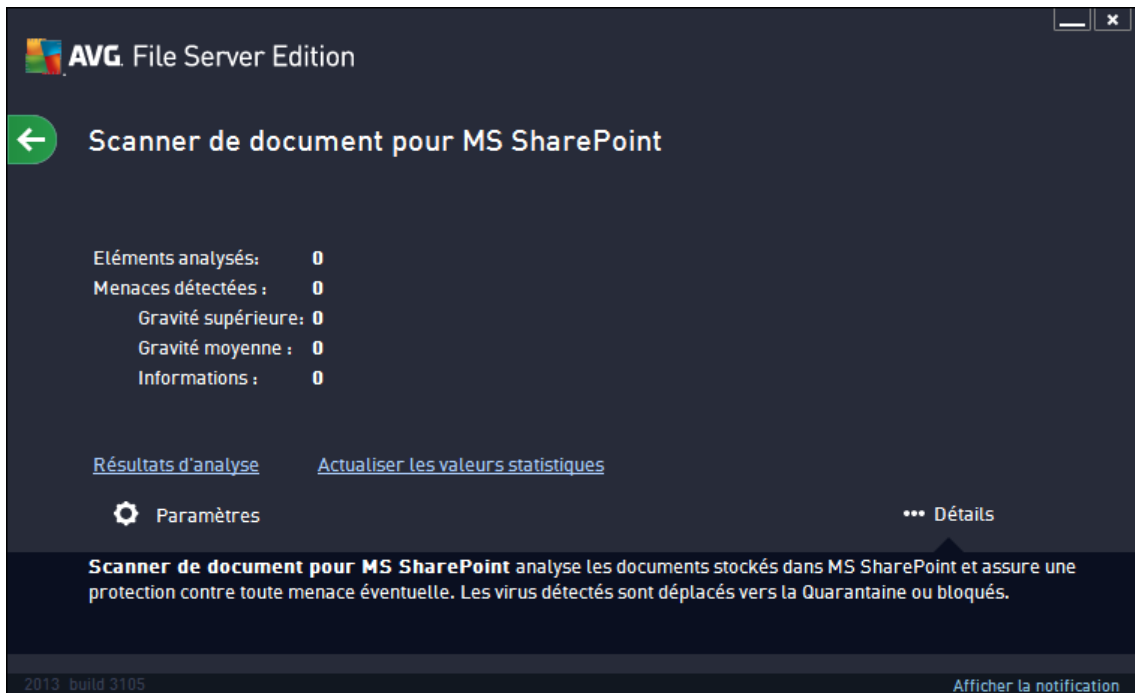 AVG. File Server Edition
Scanner de document pour MS SharePoint
Eléments analysés: 0
Menaces détectées : 0
Gravité supérieure: 0
Gravité moyenne : 0
Informations : 0
Résultats d'analyse Actualiser les valeurs statistiques
Paramètres ••• Détails
Scanner de document pour MS SharePoint analyse les documents stockés dans MS SharePoint et assure une
protection contre toute menace éventuelle. Les virus détectés sont déplacés vers la Quarantaine ou bloqués.
2013 build 3105 Afficher la notification